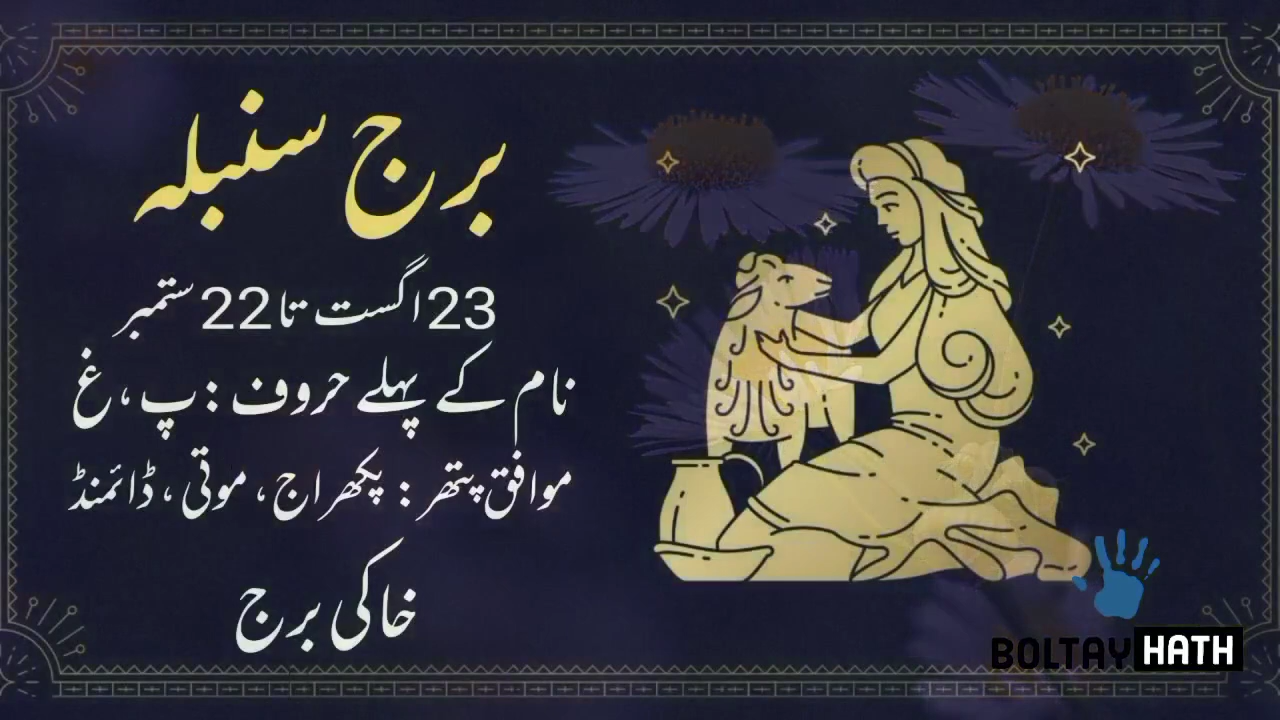 برج سنبلہ
23 اگست تا 22 ستمبر
نام کے پہلے حروف : پ ، غ
موافق پتھر : پکھراج ، موتی ، ڈائمنڈ
خاکی برج
BOLTAY HATH